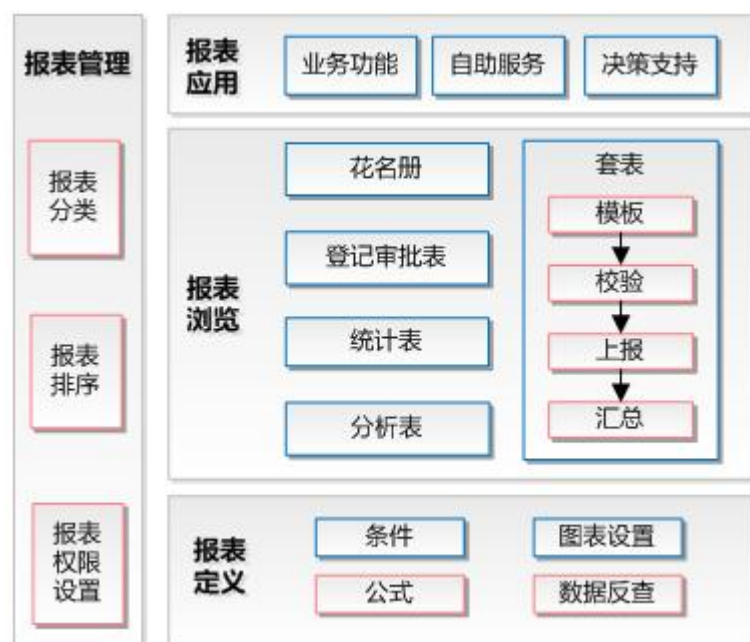 报表管理
报表
分类
报表
排序
报表
权限
设置
报表
应用
业务功能
自助服务
决策支持
报表
浏览
花名册
登记审批表
统计表
分析表
套表
模板
校验
上报
汇总
报表
定义
条件
图表设置
公式
数据反查